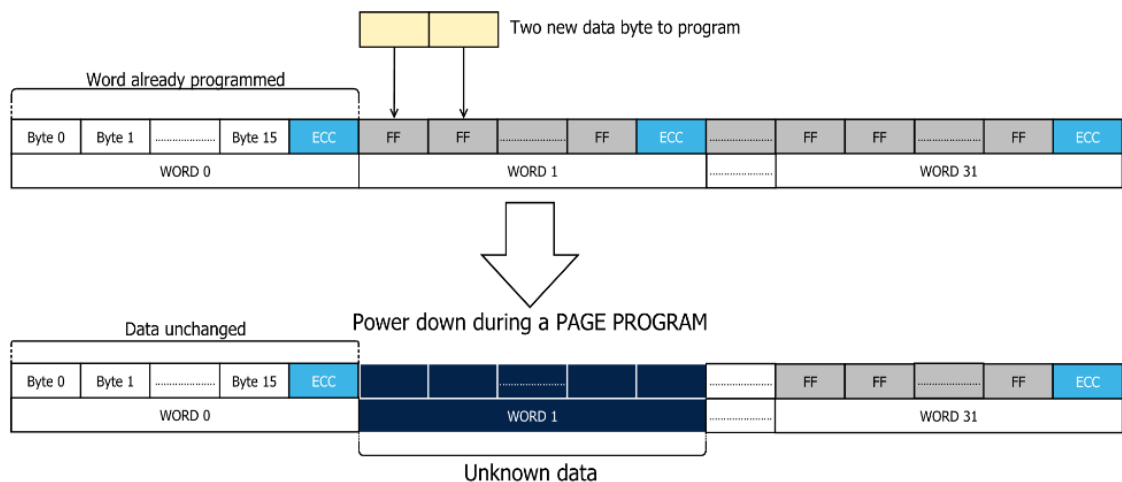 Two new data byte to program
Word already programmed
Byte 0 Byte 1 ..................... Byte 15 ECC FF FF ..................... FF ECC ..................... FF FF ..................... FF ECC
WORD 0 WORD 1 ..................... WORD 31
Power down during a PAGE PROGRAM
Data unchanged
Byte 0 Byte 1 ..................... Byte 15 ECC ..................... ..................... FF FF ..................... FF ECC
WORD 0 WORD 1 ..................... WORD 31
Unknown data